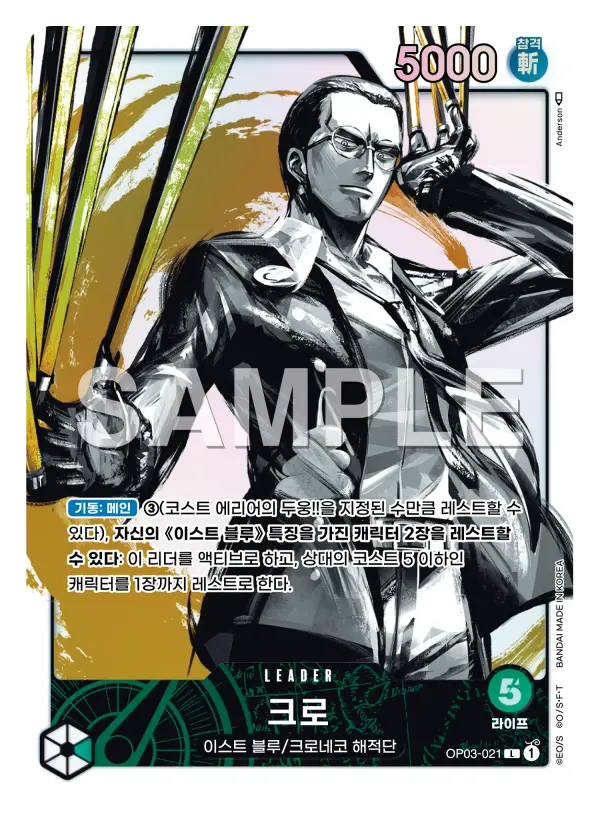 5000
참격
斬
Anderson
SAMPLE
기동: 메인 ③(코스트 에리어의 두웅!!을 지정된 수만큼 레스트할 수
있다), 자신의 《이스트 블루》 특징을 가진 캐릭터 2장을 레스트할
수 있다: 이 리더를 액티브로 하고, 상대의 코스트 5 이하인
캐릭터를 1장까지 레스트로 한다.
LEADER
크로
이스트 블루/크로네코 해적단
5
라이프
OP03-021 L 1
©EO/S ©O/S·F·T BANDAI MADE IN KOREA